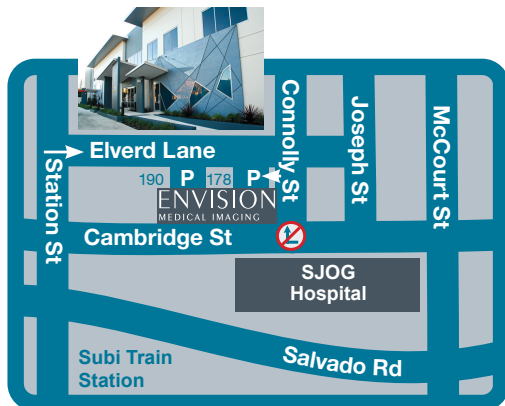 Elverd Lane
Connolly St
Joseph St
McCourt St
Station St
190 P 178 P
ENVISION
MEDICAL IMAGING
Cambridge St
SJOG
Hospital
Salvado Rd
Subi Train
Station